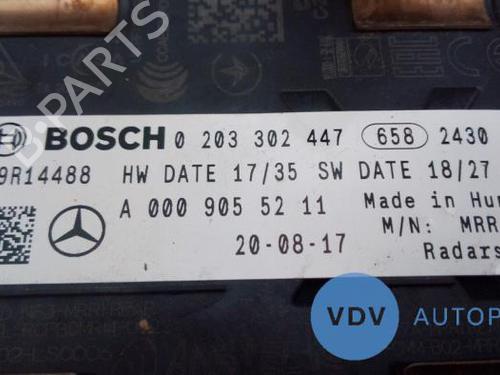 BOSCH 0 203 302 447 658 2430
9R14488 HW DATE 17/35 SW DATE 18/27
A 000 905 52 11 Made in Hun
M/N: MRR
20-08-17 Radars
VDV AUTOP
B-Parts